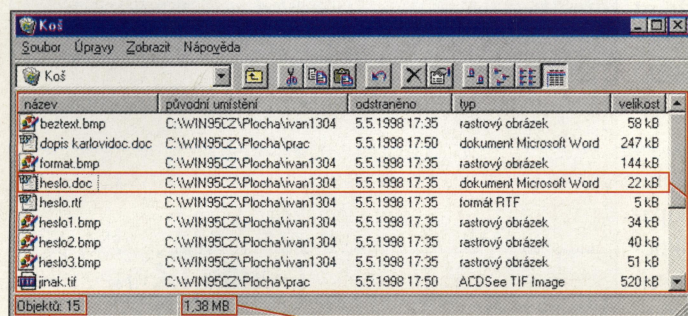 Koš
Soubor Úpravy Zobrazit Nápověda
Koš
název původní umístění odstraněno typ velikost
beztext.bmp C:\WIN95CZ\Plocha\ivan1304 5.5.1998 17:35 rastrový obrázek 58 kB
dopis karlovidoc.doc C:\WIN95CZ\Plocha\prac 5.5.1998 17:50 dokument Microsoft Word 247 kB
format.bmp C:\WIN95CZ\Plocha\ivan1304 5.5.1998 17:35 rastrový obrázek 144 kB
heslo.doc C:\WIN95CZ\Plocha\ivan1304 5.5.1998 17:35 dokument Microsoft Word 22 kB
heslo.rtf C:\WIN95CZ\Plocha\ivan1304 5.5.1998 17:35 formát RTF 5 kB
heslo1.bmp C:\WIN95CZ\Plocha\ivan1304 5.5.1998 17:35 rastrový obrázek 34 kB
heslo2.bmp C:\WIN95CZ\Plocha\ivan1304 5.5.1998 17:35 rastrový obrázek 40 kB
heslo3.bmp C:\WIN95CZ\Plocha\ivan1304 5.5.1998 17:35 rastrový obrázek 51 kB
jinak.tif C:\WIN95CZ\Plocha\prac 5.5.1998 17:50 ACDSee TIF Image 520 kB
Objektů: 15 1,38 MB